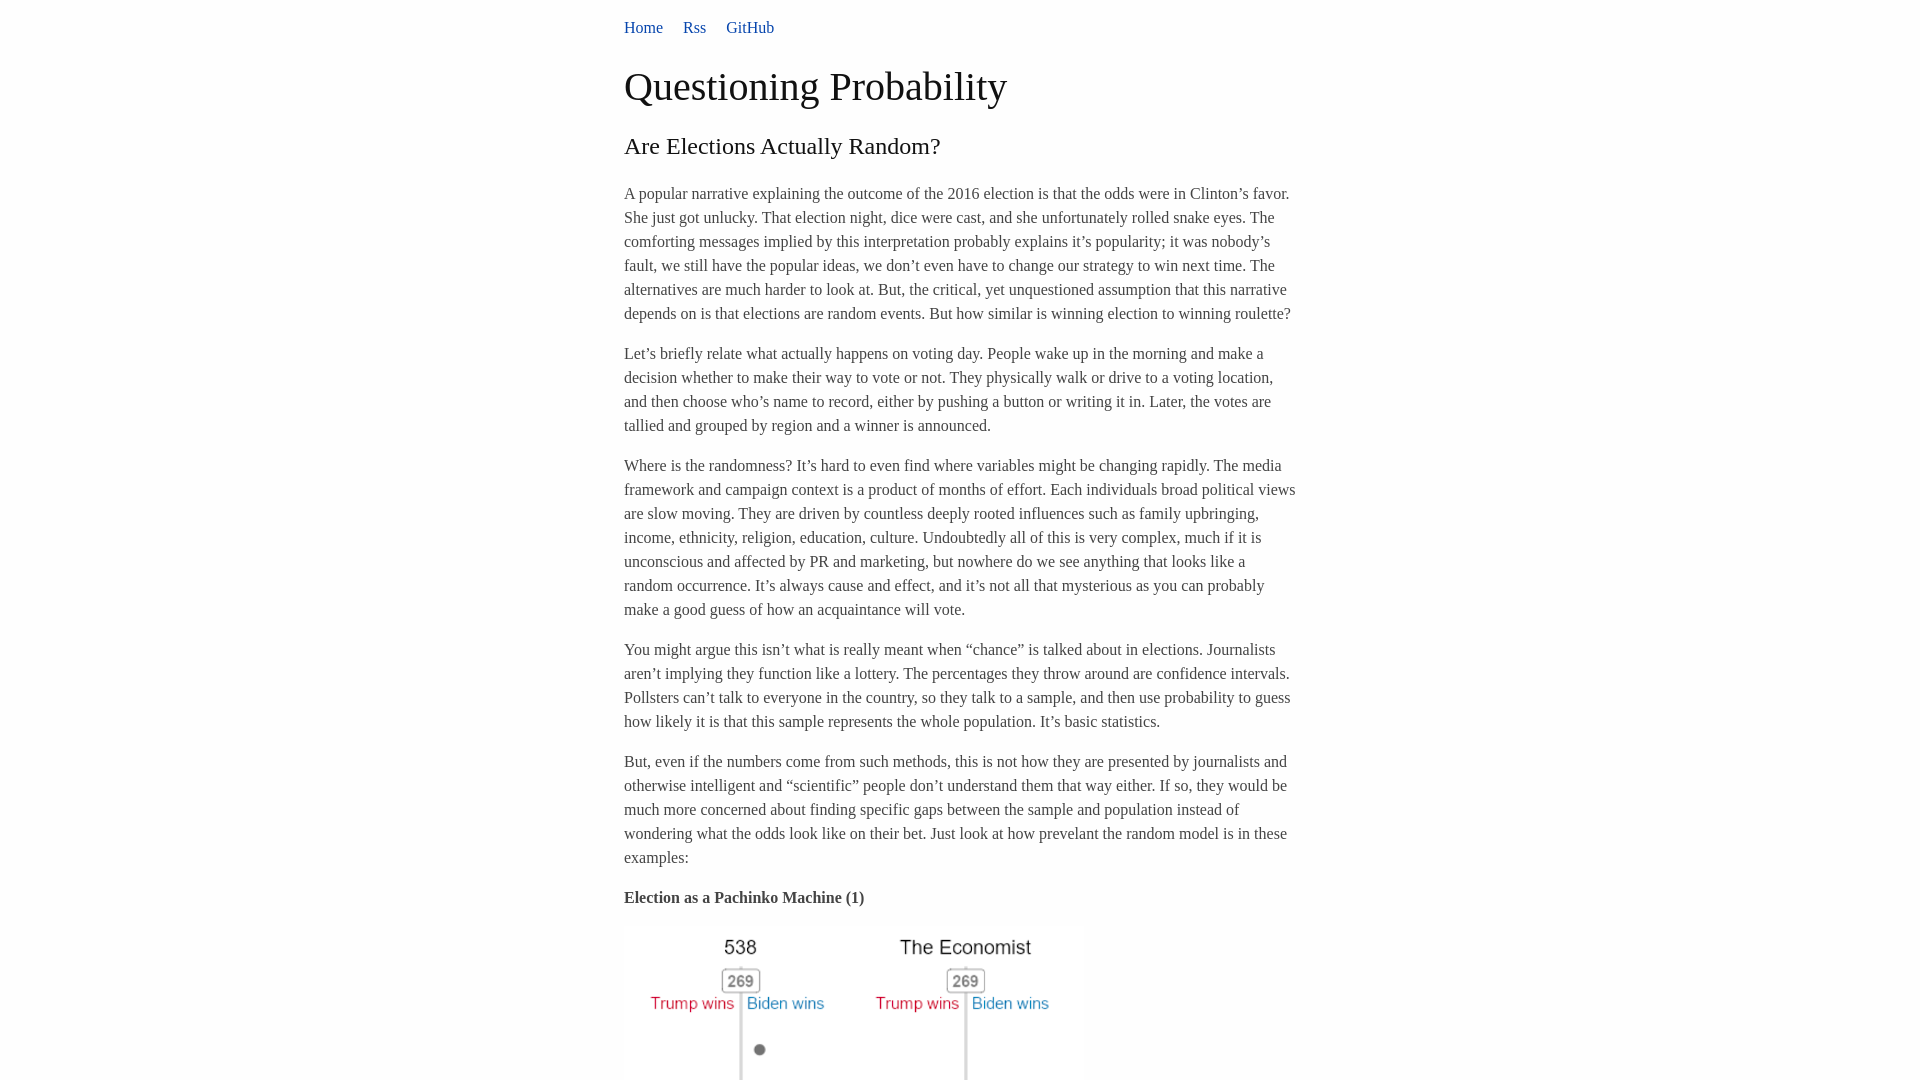 Home Rss GitHub
Questioning Probability
Are Elections Actually Random?
A popular narrative explaining the outcome of the 2016 election is that the odds were in Clinton’s favor.
She just got unlucky. That election night, dice were cast, and she unfortunately rolled snake eyes. The
comforting messages implied by this interpretation probably explains it’s popularity; it was nobody’s
fault, we still have the popular ideas, we don’t even have to change our strategy to win next time. The
alternatives are much harder to look at. But, the critical, yet unquestioned assumption that this narrative
depends on is that elections are random events. But how similar is winning election to winning roulette?
Let’s briefly relate what actually happens on voting day. People wake up in the morning and make a
decision whether to make their way to vote or not. They physically walk or drive to a voting location,
and then choose who’s name to record, either by pushing a button or writing it in. Later, the votes are
tallied and grouped by region and a winner is announced.
Where is the randomness? It’s hard to even find where variables might be changing rapidly. The media
framework and campaign context is a product of months of effort. Each individuals broad political views
are slow moving. They are driven by countless deeply rooted influences such as family upbringing,
income, ethnicity, religion, education, culture. Undoubtedly all of this is very complex, much if it is
unconscious and affected by PR and marketing, but nowhere do we see anything that looks like a
random occurrence. It’s always cause and effect, and it’s not all that mysterious as you can probably
make a good guess of how an acquaintance will vote.
You might argue this isn’t what is really meant when “chance” is talked about in elections. Journalists
aren’t implying they function like a lottery. The percentages they throw around are confidence intervals.
Pollsters can’t talk to everyone in the country, so they talk to a sample, and then use probability to guess
how likely it is that this sample represents the whole population. It’s basic statistics.
But, even if the numbers come from such methods, this is not how they are presented by journalists and
otherwise intelligent and “scientific” people don’t understand them that way either. If so, they would be
much more concerned about finding specific gaps between the sample and population instead of
wondering what the odds look like on their bet. Just look at how prevelant the random model is in these
examples:
Election as a Pachinko Machine (1)
538 The Economist
269 269
Trump wins Biden wins Trump wins Biden wins